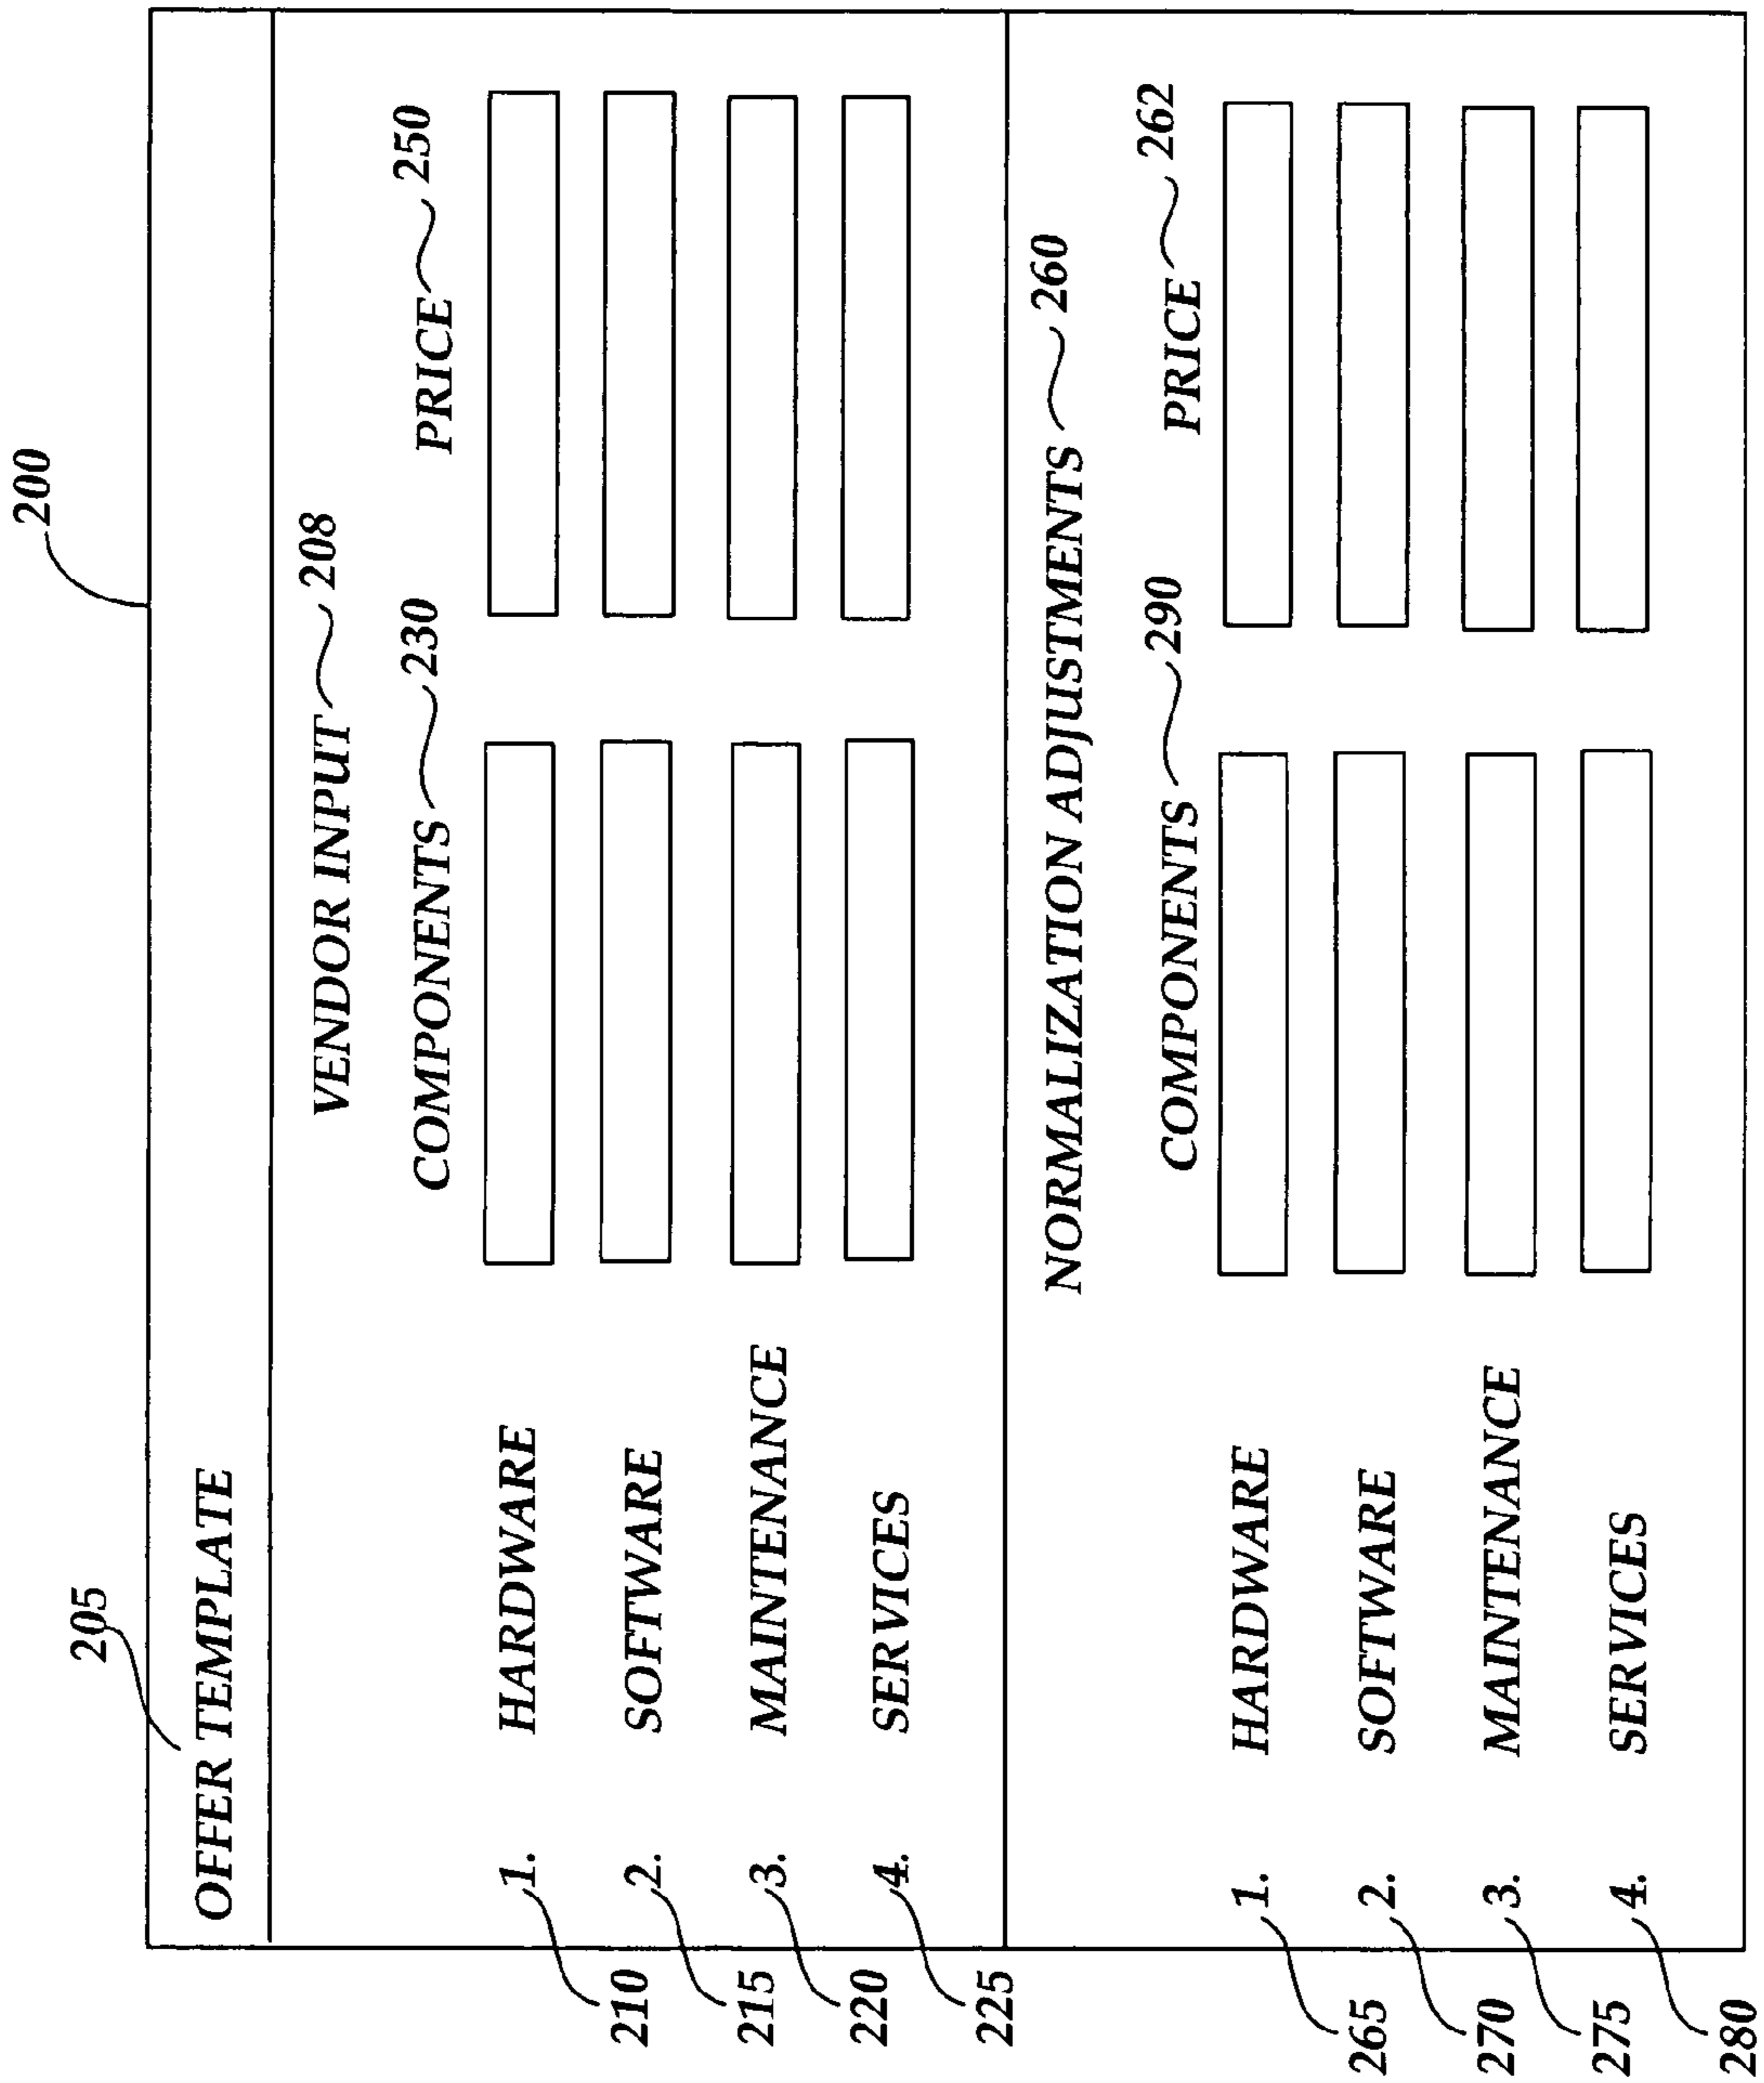 200
205
OFFER TEMPLATE
VENDOR INPUT 208
COMPONENTS 230 PRICE 250
210 1. HARDWARE
215 2. SOFTWARE
220 3. MAINTENANCE
225 4. SERVICES
NORMALIZATION ADJUSTMENTS 260
COMPONENTS 290 PRICE 262
265 1. HARDWARE
270 2. SOFTWARE
275 3. MAINTENANCE
280 4. SERVICES